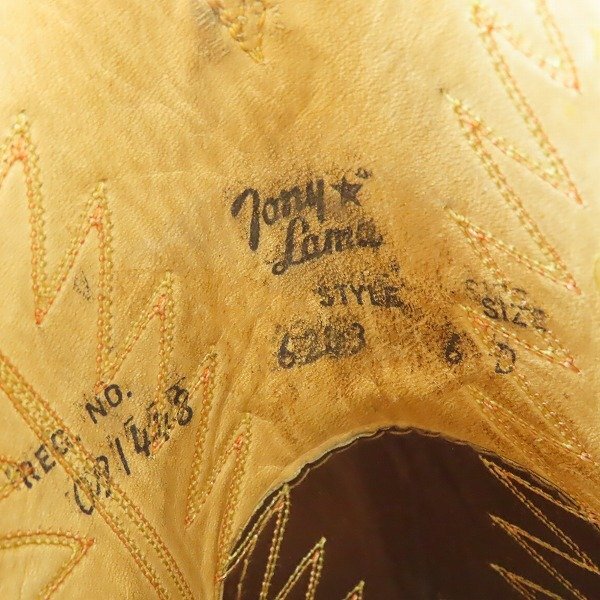 Tony
Lama
STYLE SIZE
6 D
REG. NO.